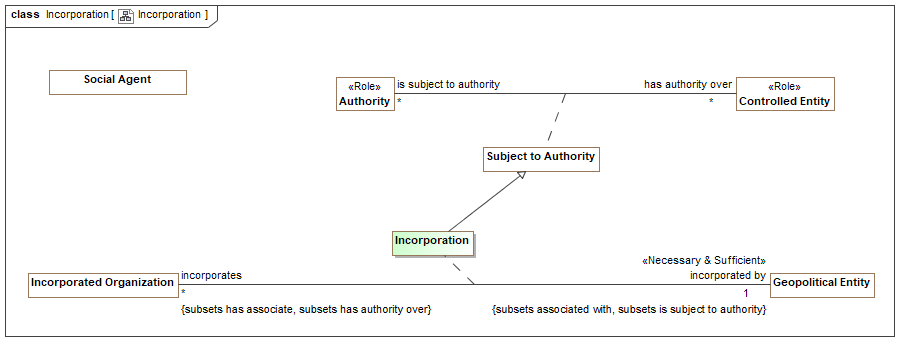 class Incorporation [ Incorporation ]
Social Agent
«Role»
Authority
is subject to authority
*
has authority over
*
«Role»
Controlled Entity
Subject to Authority
Incorporation
Incorporated Organization
incorporates
*
{subsets has associate, subsets has authority over}
«Necessary & Sufficient»
incorporated by
1
{subsets associated with, subsets is subject to authority}
Geopolitical Entity